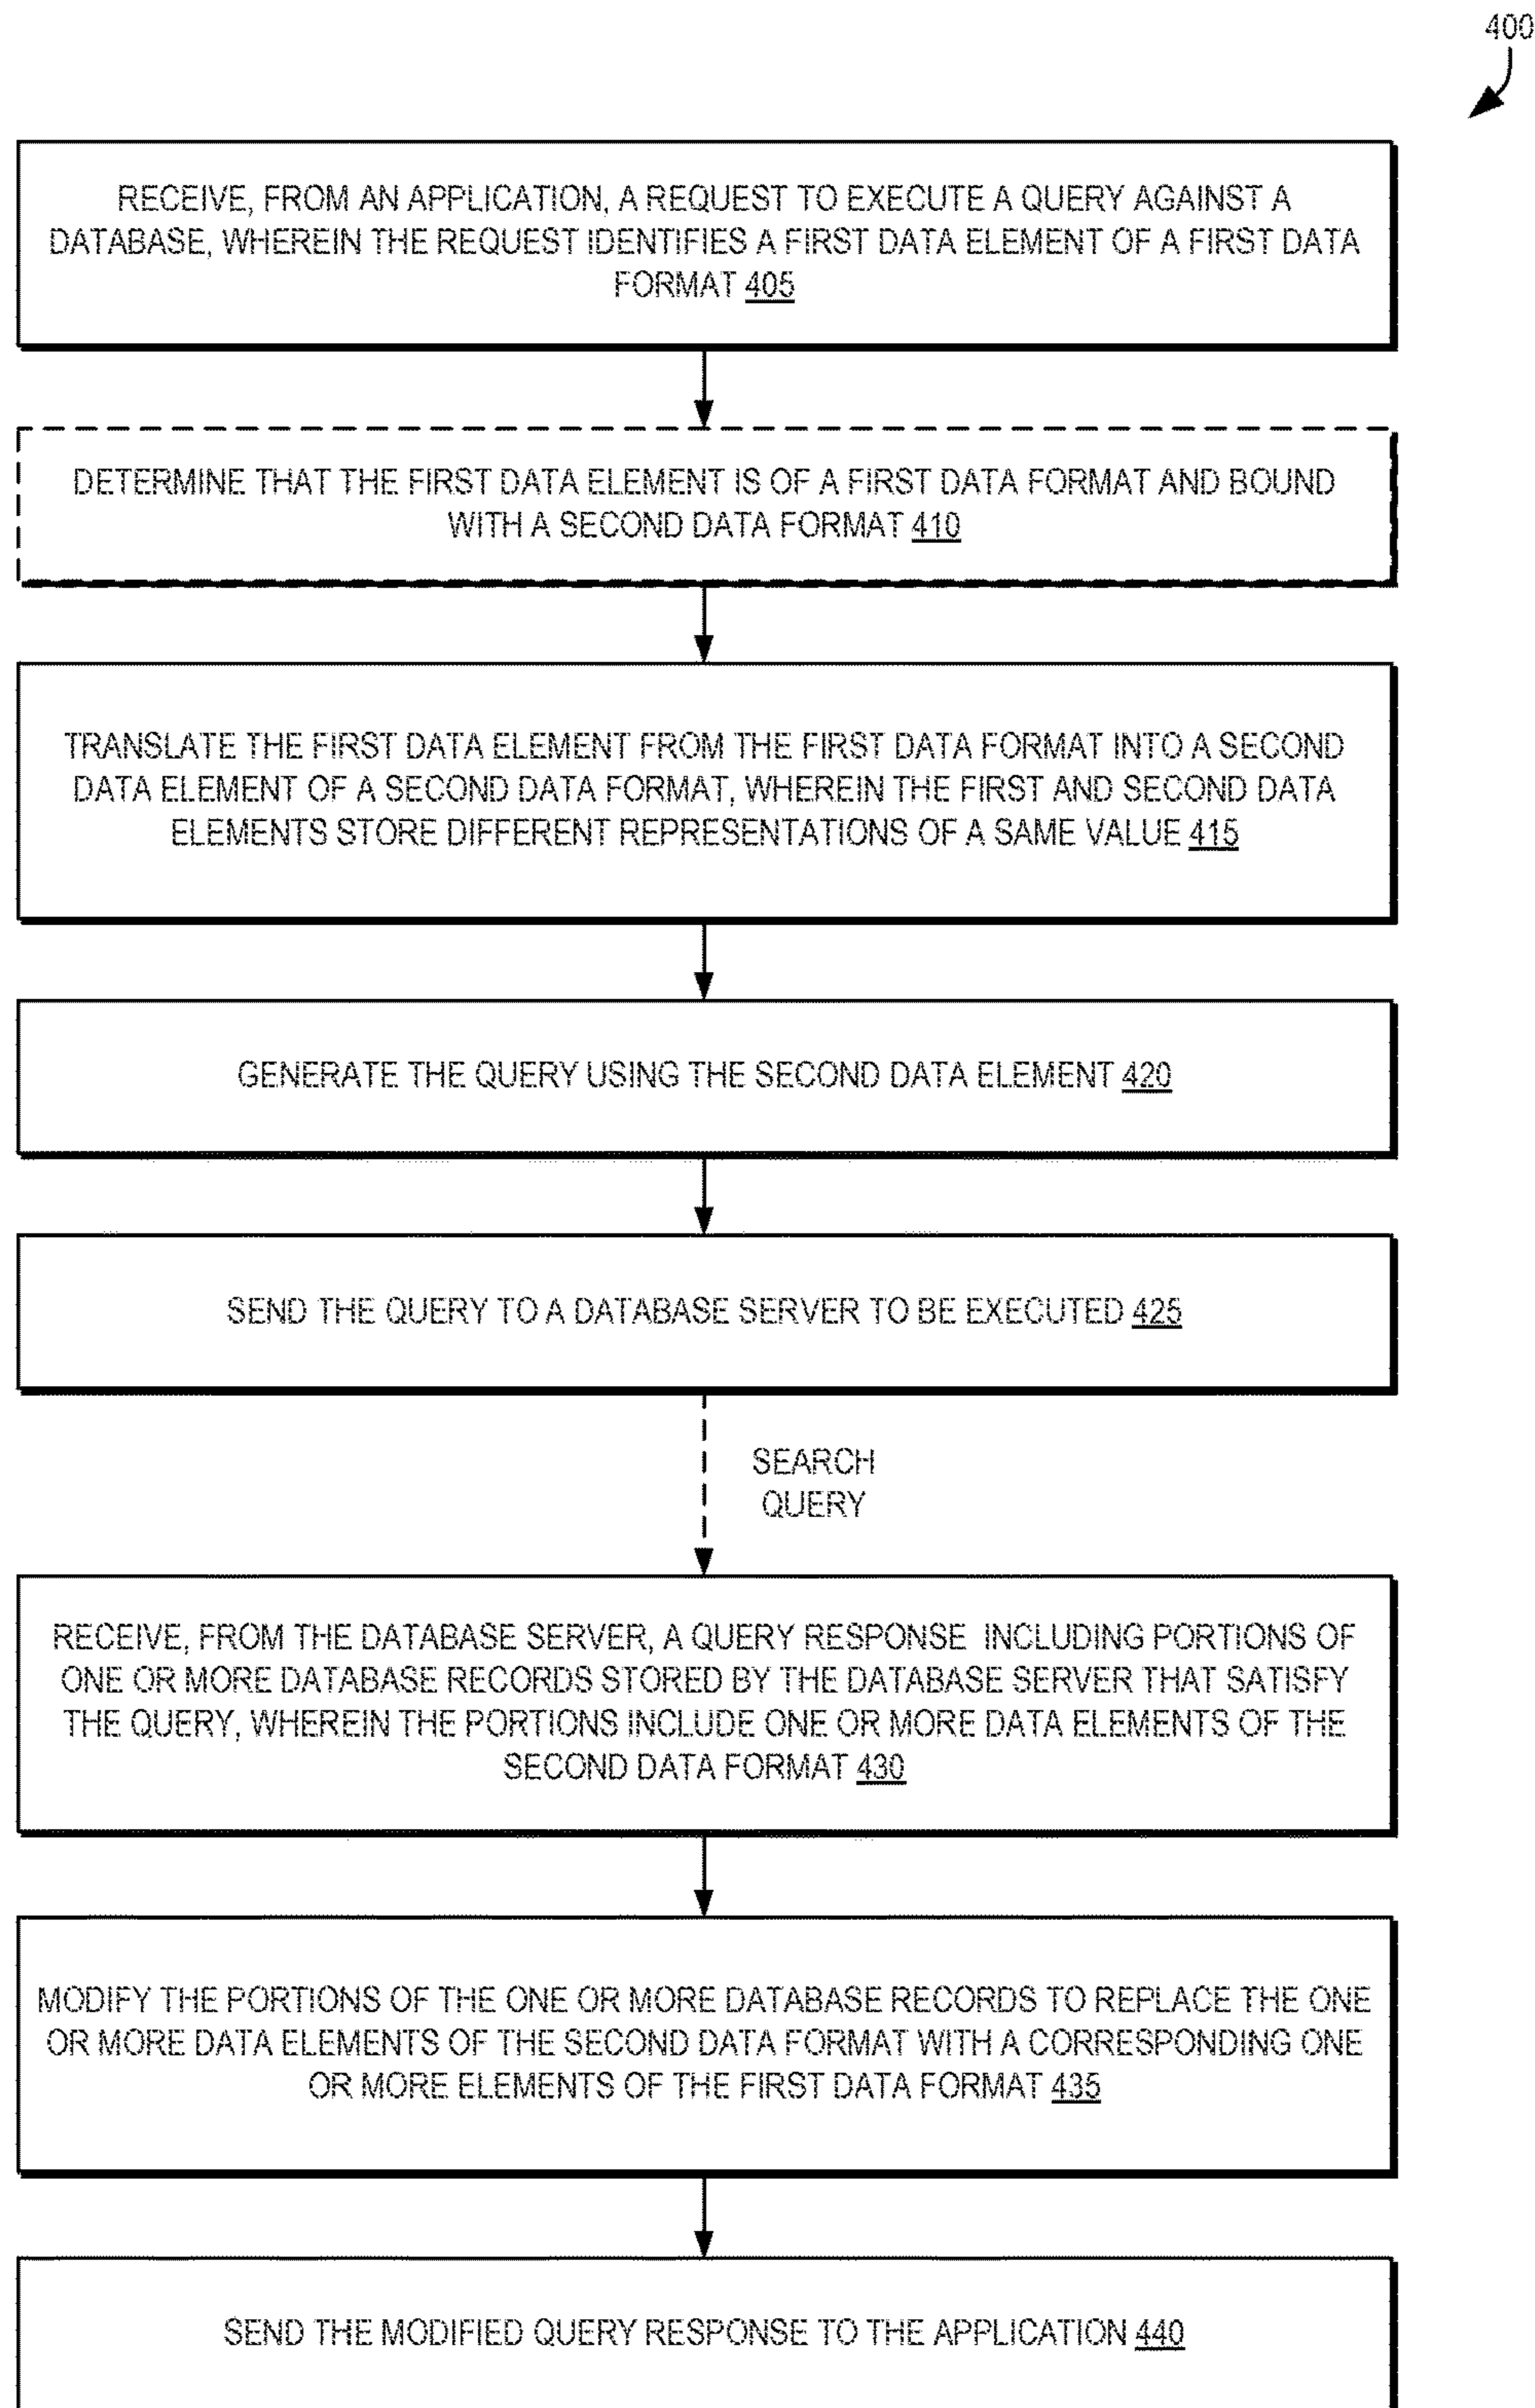 400
RECEIVE, FROM AN APPLICATION, A REQUEST TO EXECUTE A QUERY AGAINST A
DATABASE, WHEREIN THE REQUEST IDENTIFIES A FIRST DATA ELEMENT OF A FIRST DATA
FORMAT 405
DETERMINE THAT THE FIRST DATA ELEMENT IS OF A FIRST DATA FORMAT AND BOUND
WITH A SECOND DATA FORMAT 410
TRANSLATE THE FIRST DATA ELEMENT FROM THE FIRST DATA FORMAT INTO A SECOND
DATA ELEMENT OF A SECOND DATA FORMAT, WHEREIN THE FIRST AND SECOND DATA
ELEMENTS STORE DIFFERENT REPRESENTATIONS OF A SAME VALUE 415
GENERATE THE QUERY USING THE SECOND DATA ELEMENT 420
SEND THE QUERY TO A DATABASE SERVER TO BE EXECUTED 425
SEARCH
QUERY
RECEIVE, FROM THE DATABASE SERVER, A QUERY RESPONSE INCLUDING PORTIONS OF
ONE OR MORE DATABASE RECORDS STORED BY THE DATABASE SERVER THAT SATISFY
THE QUERY, WHEREIN THE PORTIONS INCLUDE ONE OR MORE DATA ELEMENTS OF THE
SECOND DATA FORMAT 430
MODIFY THE PORTIONS OF THE ONE OR MORE DATABASE RECORDS TO REPLACE THE ONE
OR MORE DATA ELEMENTS OF THE SECOND DATA FORMAT WITH A CORRESPONDING ONE
OR MORE ELEMENTS OF THE FIRST DATA FORMAT 435
SEND THE MODIFIED QUERY RESPONSE TO THE APPLICATION 440